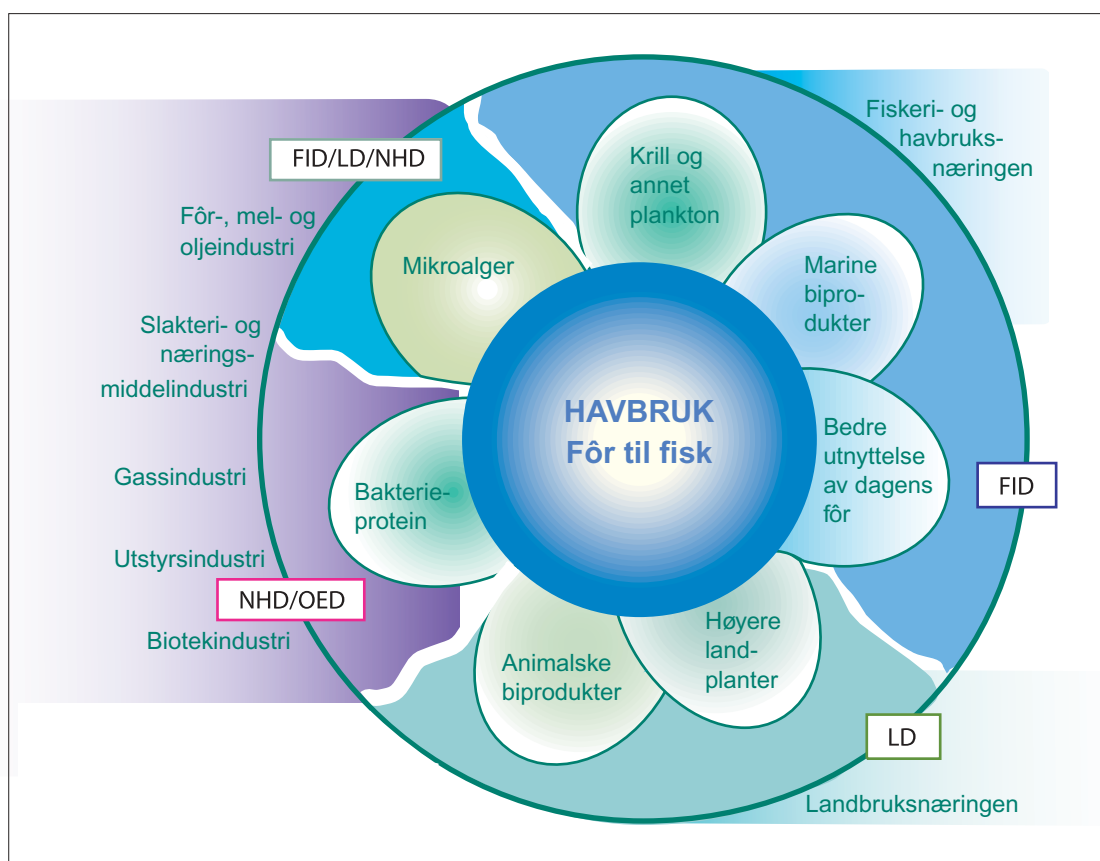 Fiskeri- og
havbruks-
næringen
FID/LD/NHD
Krill og
annet
plankton
Fôr-, mel- og
oljeindustri
Mikroalger
Marine
bipro-
dukter
Slakteri- og
nærings-
middelindustri
HAVBRUK
Fôr til fisk
Bedre
utnyttelse
av dagens
fôr
FID
Gassindustri
Bakterie-
protein
Utstyrsindustri
NHD/OED
Biotekindustri
Høyere
land-
planter
Animalske
biprodukter
LD
Landbruksnæringen